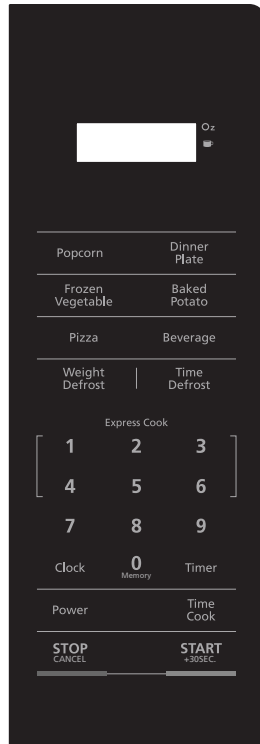 Oz
Popcorn
Dinner
Plate
Frozen
Vegetable
Baked
Potato
Pizza
Beverage
Weight
Defrost
Time
Defrost
Express Cook
1 2 3
4 5 6
7 8 9
Clock
0
Memory
Timer
Power
Time
Cook
STOP
CANCEL
START
+30SEC.